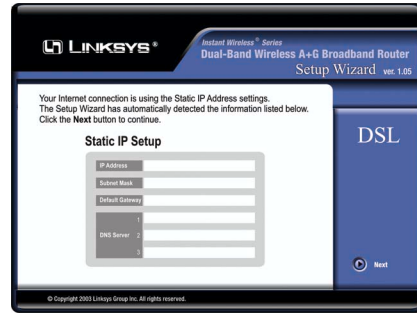 LINKSYS®
Instant Wireless® Series
Dual-Band Wireless A+G Broadband Router
Setup Wizard ver. 1.05
Your Internet connection is using the Static IP Address settings.
The Setup Wizard has automatically detected the information listed below.
Click the Next button to continue.
DSL
Static IP Setup
IP Address
Subnet Mask
Default Gateway
1
DNS Server 2
3
Next
© Copyright 2003 Linksys Group Inc. All rights reserved.